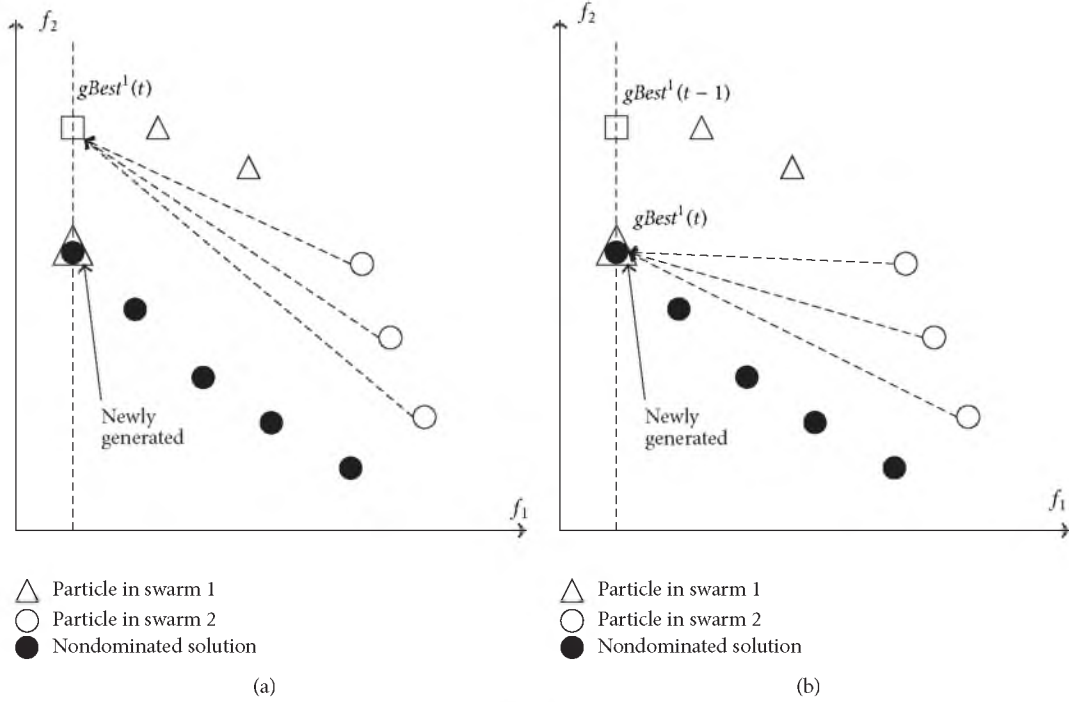 f₂
gBest¹(t)
Newly
generated
f₁
Particle in swarm 1
Particle in swarm 2
Nondominated solution
(a)
f₂
gBest¹(t − 1)
gBest¹(t)
Newly
generated
f₁
Particle in swarm 1
Particle in swarm 2
Nondominated solution
(b)